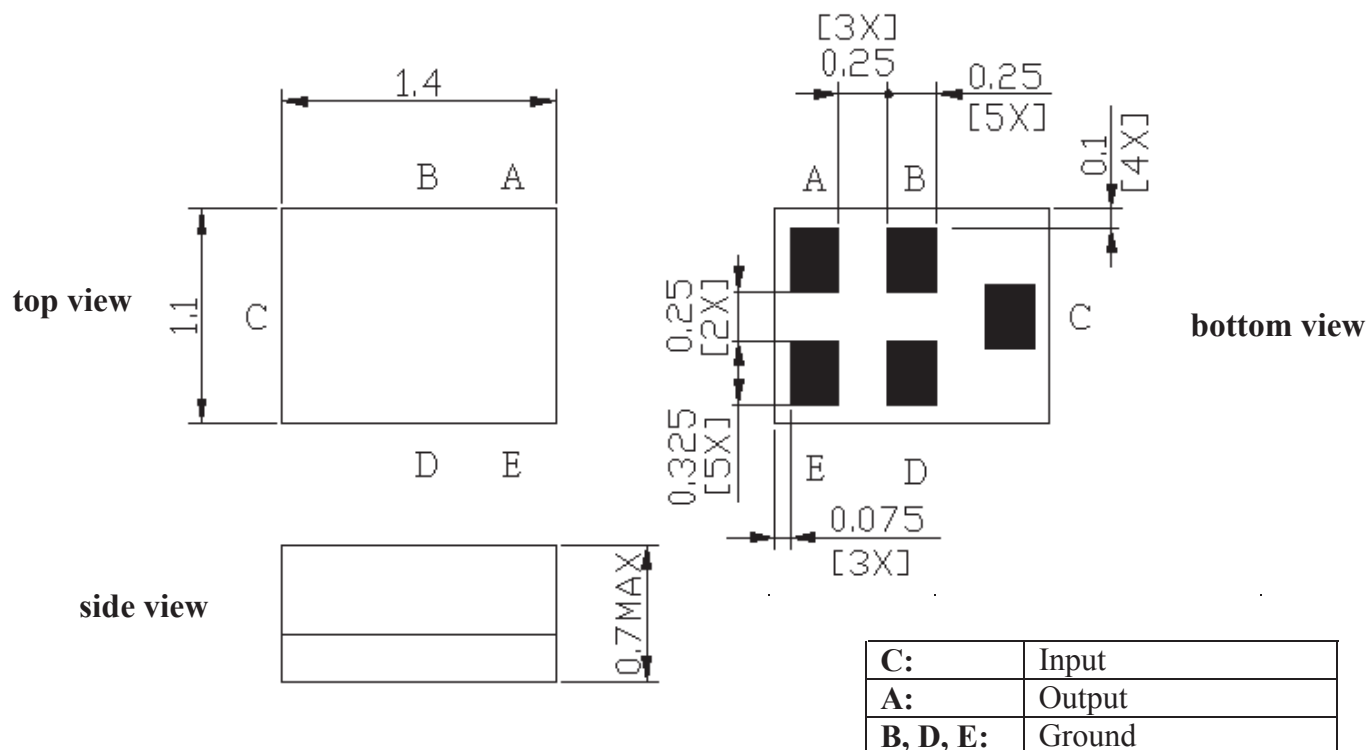 [3X]
0.25
0.25
[5X]
1.4
0.1
[4X]
B A
A B
top view
1.1
C
0.25
[2X]
C
bottom view
0.325
[5X]
D E
E D
0.075
[3X]
side view
0.7MAX
C: Input
A: Output
B, D, E: Ground